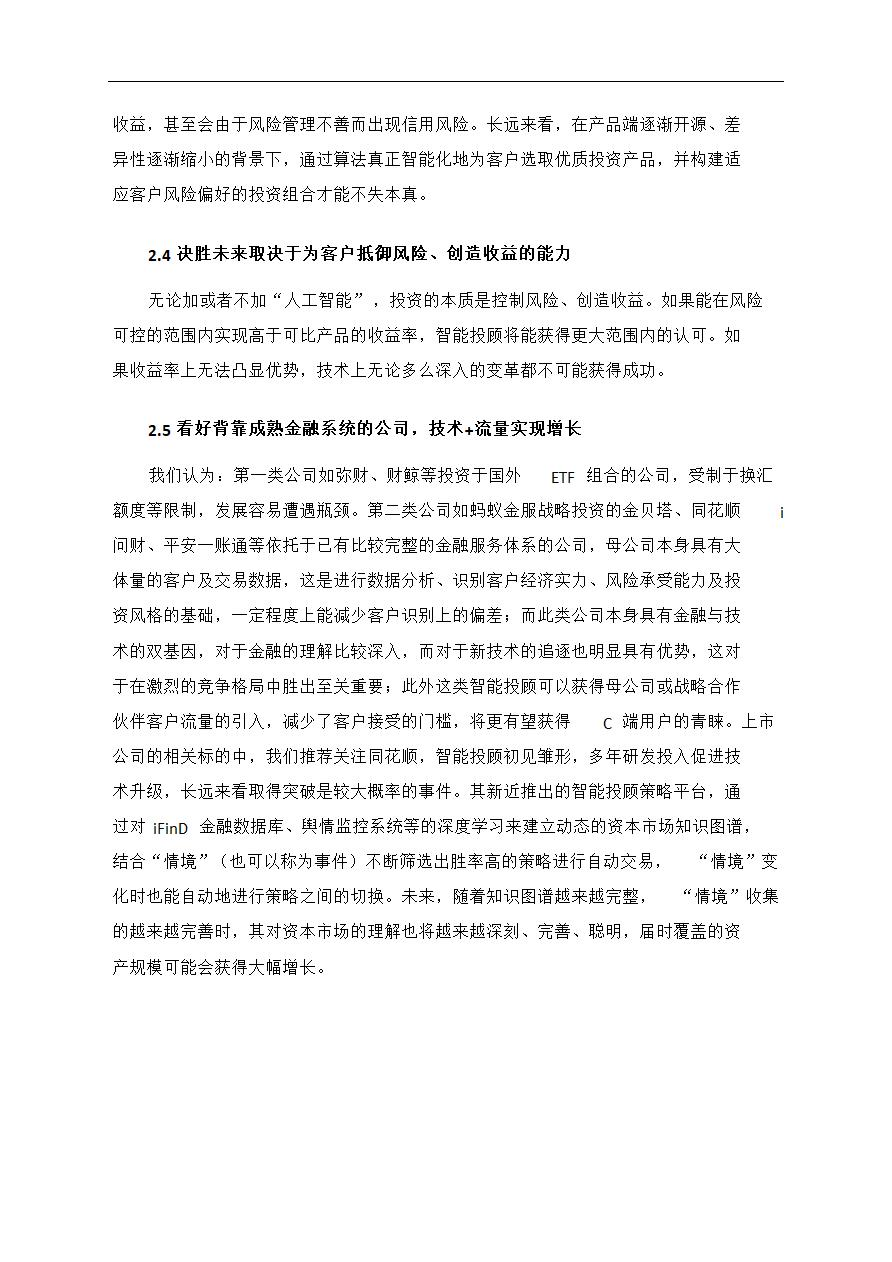 收益，甚至会由于风险管理不善而出现信用风险。长远来看，在产品端逐渐开源、差
异性逐渐缩小的背景下，通过算法真正智能化地为客户选取优质投资产品，并构建适
应客户风险偏好的投资组合才能不失本真。
2.4 决胜未来取决于为客户抵御风险、创造收益的能力
无论加或者不加“人工智能”，投资的本质是控制风险、创造收益。如果能在风险
可控的范围内实现高于可比产品的收益率，智能投顾将能获得更大范围内的认可。如
果收益率上无法凸显优势，技术上无论多么深入的变革都不可能获得成功。
2.5 看好背靠成熟金融系统的公司，技术+流量实现增长
我们认为：第一类公司如弥财、财鲸等投资于国外 ETF 组合的公司，受制于换汇
额度等限制，发展容易遭遇瓶颈。第二类公司如蚂蚁金服战略投资的金贝塔、同花顺 i
问财、平安一账通等依托于已有比较完整的金融服务体系的公司，母公司本身具有大
体量的客户及交易数据，这是进行数据分析、识别客户经济实力、风险承受能力及投
资风格的基础，一定程度上能减少客户识别上的偏差；而此类公司本身具有金融与技
术的双基因，对于金融的理解比较深入，而对于新技术的追逐也明显具有优势，这对
于在激烈的竞争格局中胜出至关重要；此外这类智能投顾可以获得母公司或战略合作
伙伴客户流量的引入，减少了客户接受的门槛，将更有望获得 C 端用户的青睐。上市
公司的相关标的中，我们推荐关注同花顺，智能投顾初见雏形，多年研发投入促进技
术升级，长远来看取得突破是较大概率的事件。其新近推出的智能投顾策略平台，通
过对 iFinD 金融数据库、舆情监控系统等的深度学习来建立动态的资本市场知识图谱，
结合“情境”（也可以称为事件）不断筛选出胜率高的策略进行自动交易， “情境”变
化时也能自动地进行策略之间的切换。未来，随着知识图谱越来越完整， “情境”收集
的越来越完善时，其对资本市场的理解也将越来越深刻、完善、聪明，届时覆盖的资
产规模可能会获得大幅增长。